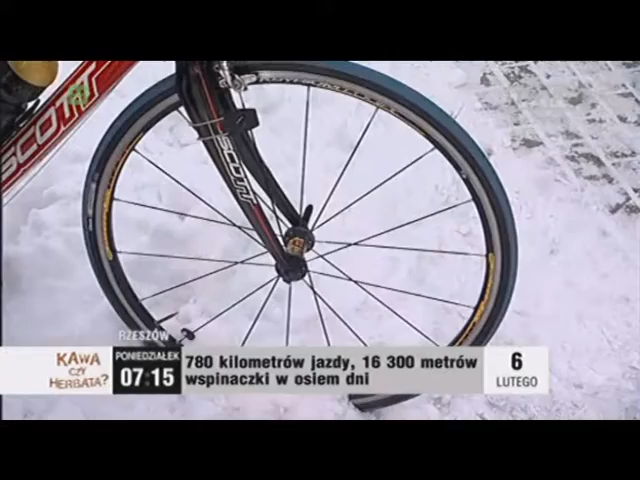 SCOTT
SCOTT
RZESZÓW
KAWA
CZY
HERBATA?
PONIEDZIAŁEK
07:15
780 kilometrów jazdy, 16 300 metrów
wspinaczki w osiem dni
6
LUTEGO